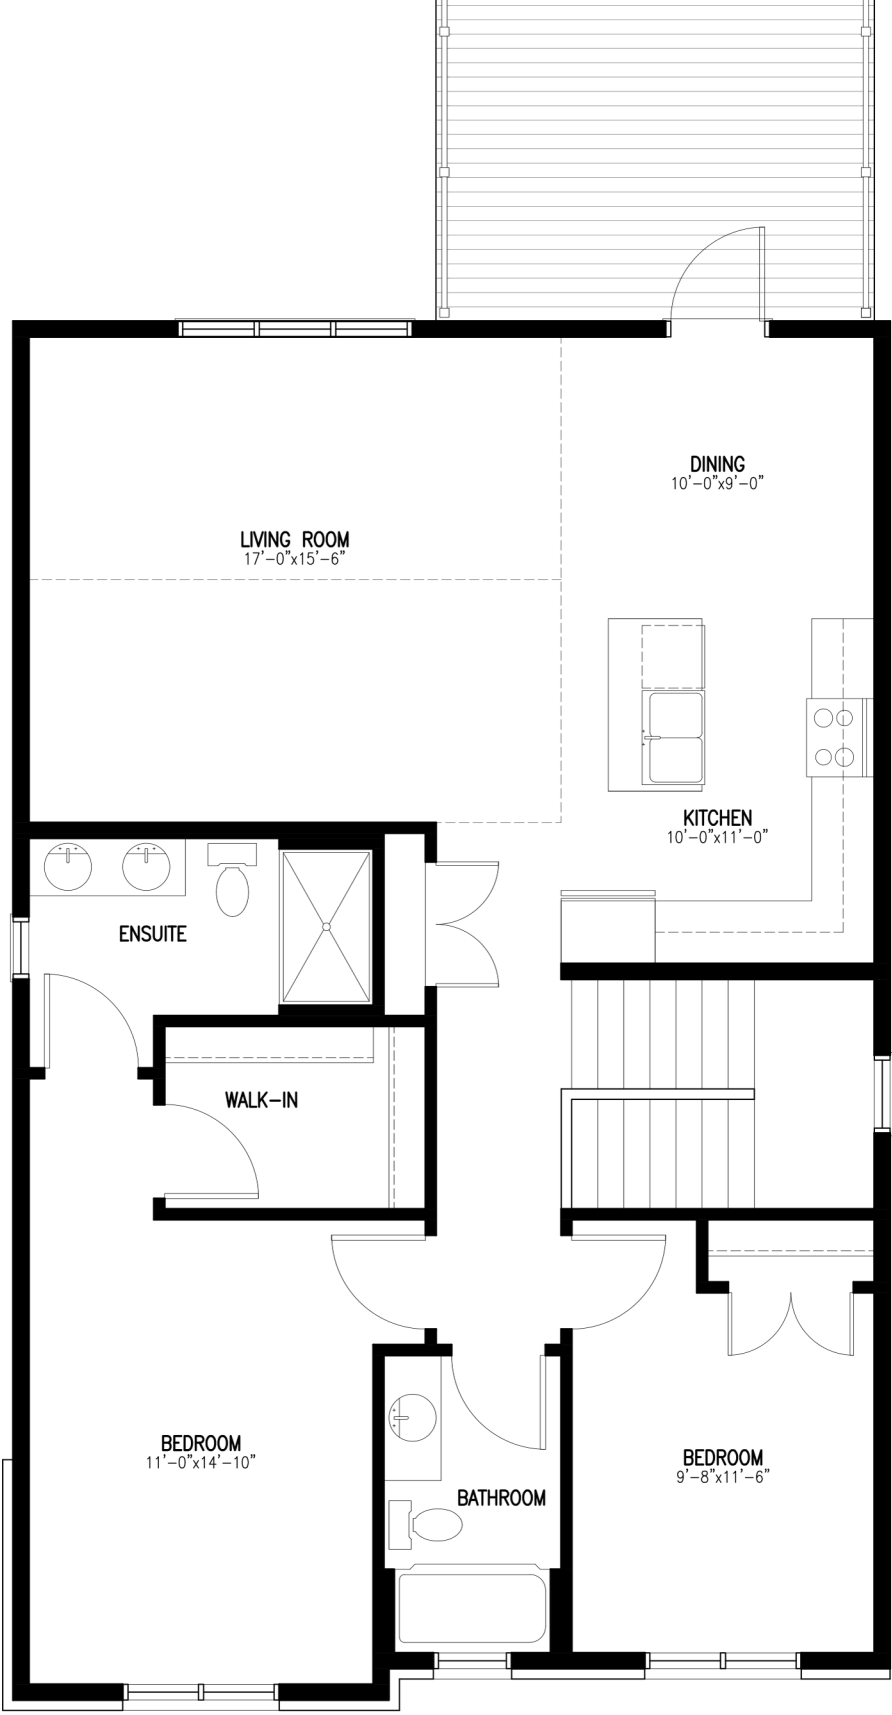 DINING
10'-0"x9'-0"
LIVING ROOM
17'-0"x15'-6"
KITCHEN
10'-0"x11'-0"
ENSUITE
WALK-IN
BEDROOM
11'-0"x14'-10"
BEDROOM
9'-8"x11'-6"
BATHROOM